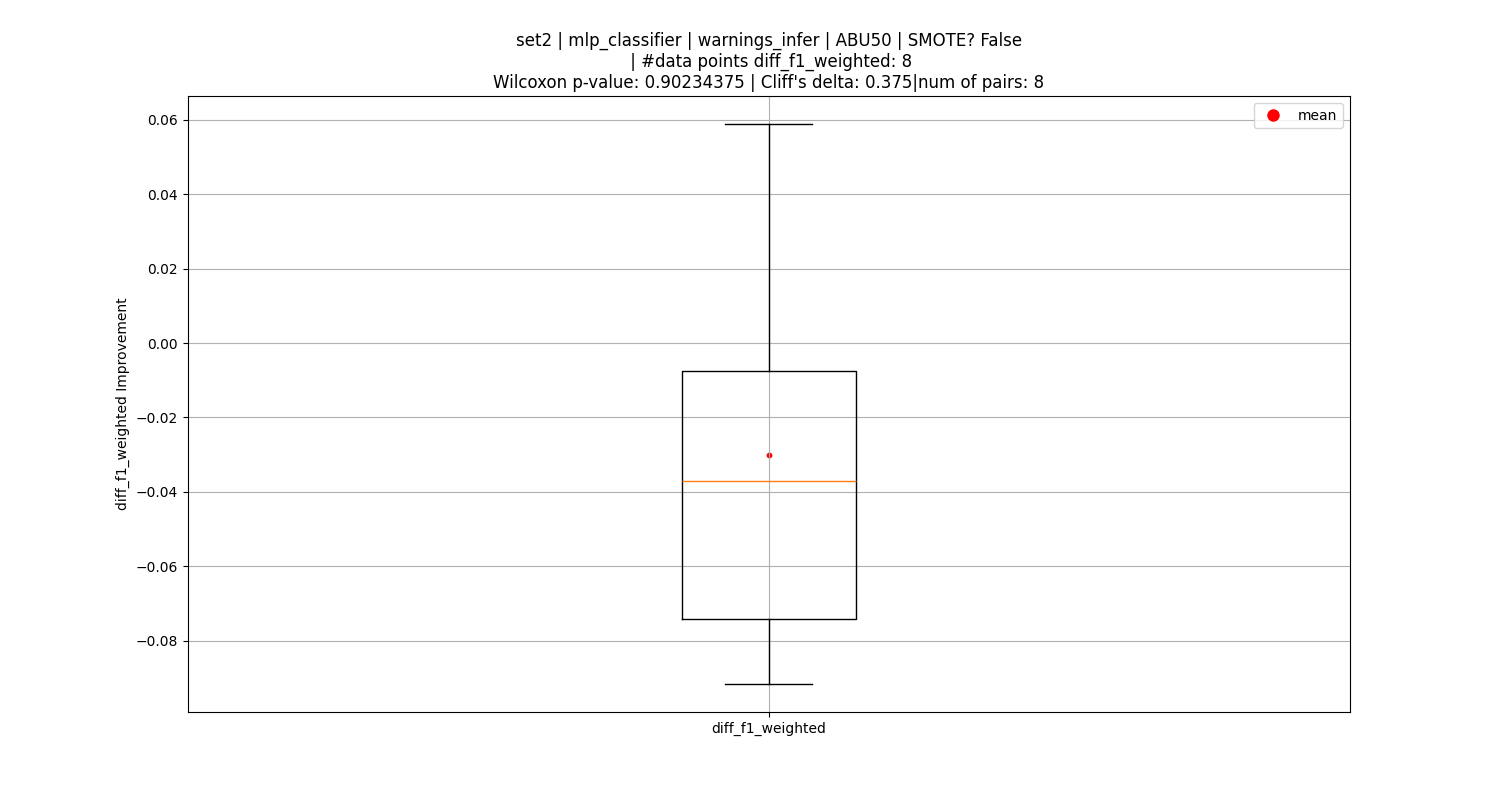 set2 | mlp_classifier | warnings_infer | ABU50 | SMOTE? False
| #data points diff_f1_weighted: 8
Wilcoxon p-value: 0.90234375 | Cliff's delta: 0.375|num of pairs: 8
mean
0.06
0.04
0.02
0.00
−0.02
−0.04
−0.06
−0.08
diff_f1_weighted Improvement
diff_f1_weighted